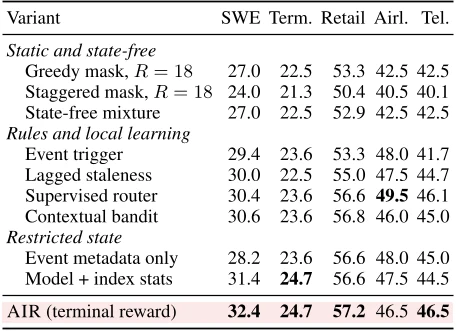 Variant SWE Term. Retail Airl. Tel.
Static and state-free
Greedy mask, R = 18 27.0 22.5 53.3 42.5 42.5
Staggered mask, R = 18 24.0 21.3 50.4 40.5 40.1
State-free mixture 27.0 22.5 52.9 42.5 42.5
Rules and local learning
Event trigger 29.4 23.6 53.3 48.0 41.7
Lagged staleness 30.0 22.5 55.0 47.5 44.7
Supervised router 30.4 23.6 56.6 49.5 46.1
Contextual bandit 30.6 23.6 56.8 46.0 45.0
Restricted state
Event metadata only 28.2 23.6 56.6 48.0 45.0
Model + index stats 31.4 24.7 56.6 47.5 44.5
AIR (terminal reward) 32.4 24.7 57.2 46.5 46.5